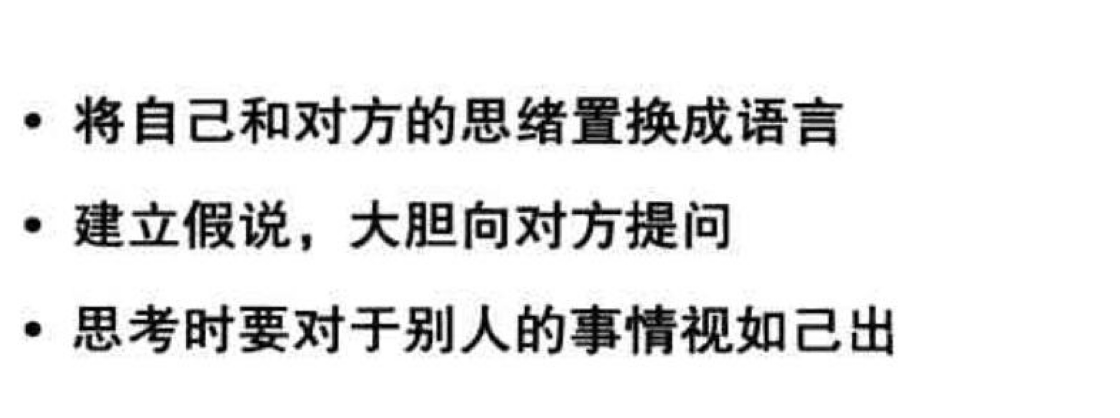 • 将自己和对方的思绪置换成语言
• 建立假说，大胆向对方提问
• 思考时要对于别人的事情视如己出